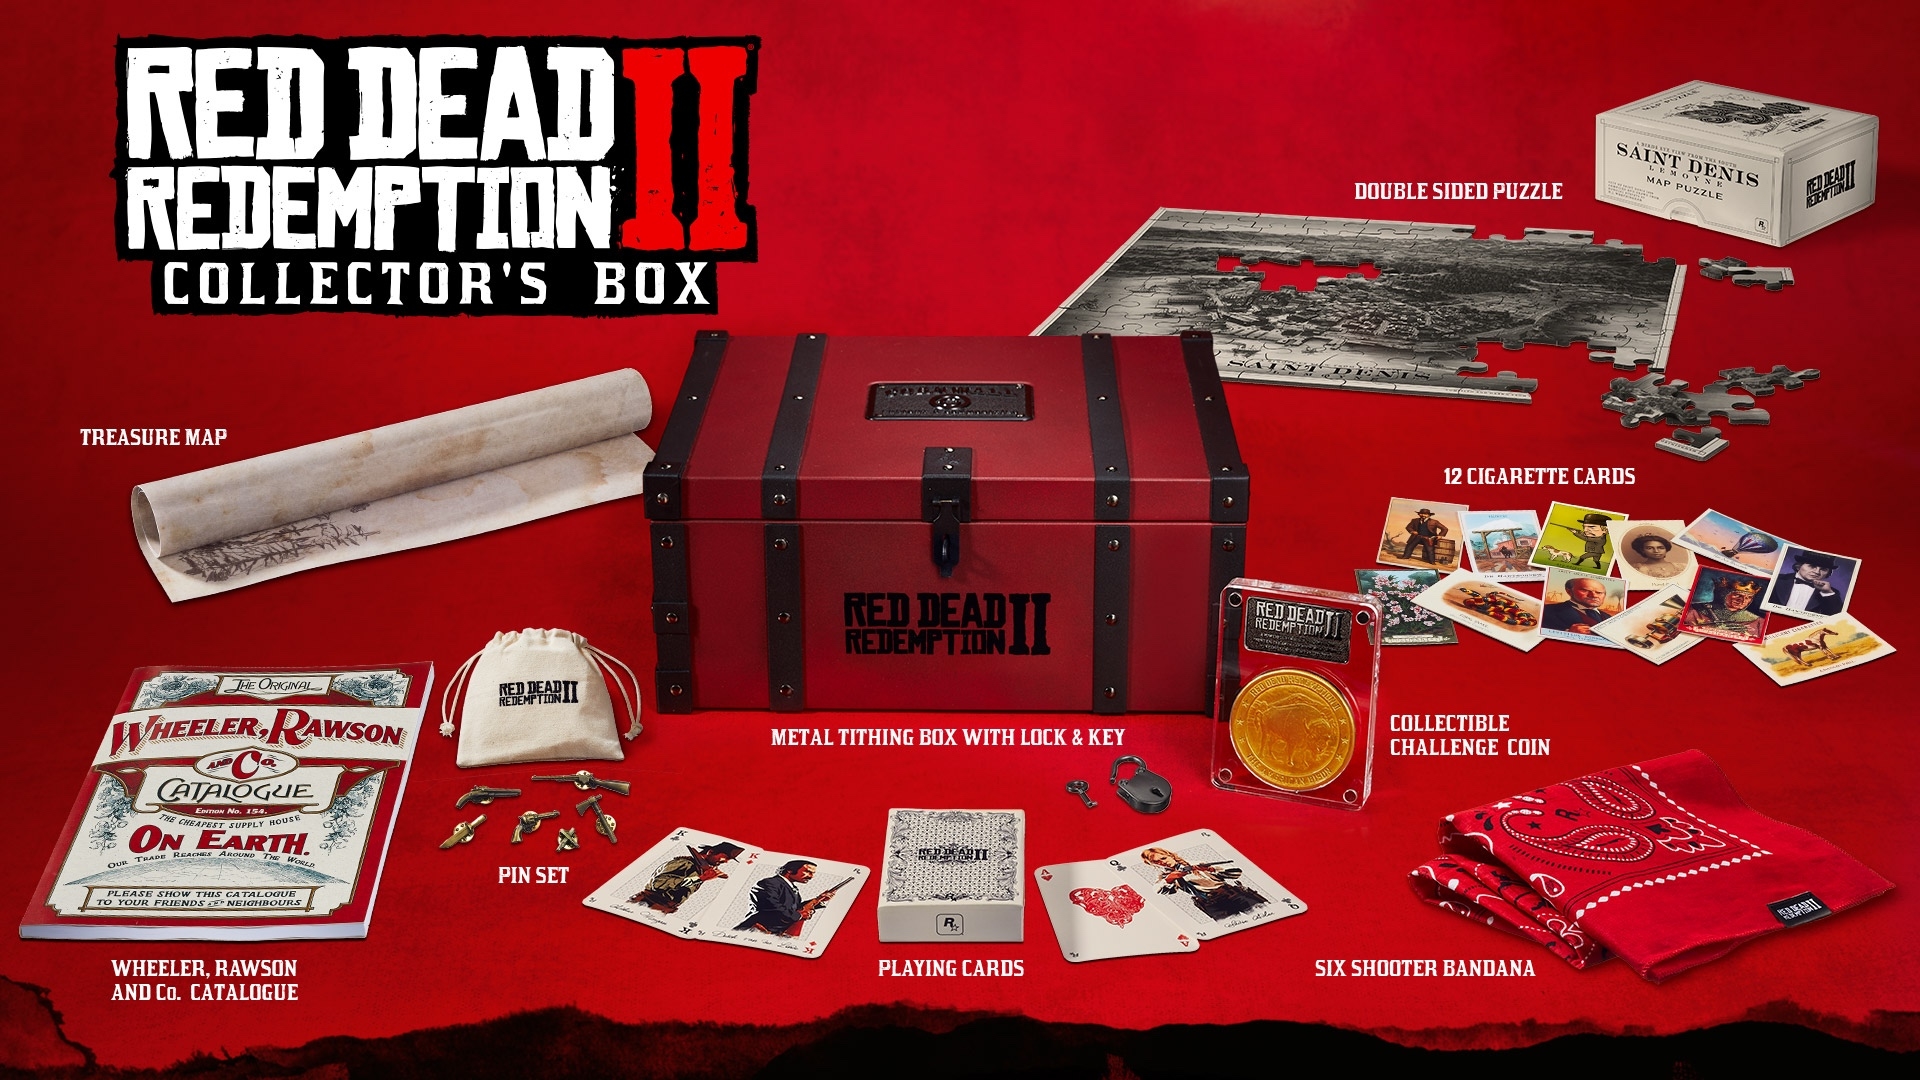 RED DEAD
REDEMPTION II
COLLECTOR'S BOX
DOUBLE SIDED PUZZLE
MAP PUZZLE
SAINT DENIS
LEMOYNE
MAP PUZZLE
RED DEAD
REDEMPTION II
SAINT DENIS
TREASURE MAP
12 CIGARETTE CARDS
RED DEAD
REDEMPTION II
METAL TITHING BOX WITH LOCK & KEY
RED DEAD
REDEMPTION II
COLLECTIBLE
CHALLENGE COIN
RED DEAD
REDEMPTION II
PIN SET
THE ORIGINAL
WHEELER, RAWSON
AND Co.
CATALOGUE
EDITION No. 154.
THE CHEAPEST SUPPLY HOUSE
ON EARTH.
OUR TRADE REACHES AROUND THE WORLD.
PLEASE SHOW THIS CATALOGUE
TO YOUR FRIENDS AND NEIGHBOURS
WHEELER, RAWSON
AND Co. CATALOGUE
K
K
K
K
RED DEAD
REDEMPTION II
R
A
A
Q
Q
PLAYING CARDS
RED DEAD
REDEMPTION II
SIX SHOOTER BANDANA